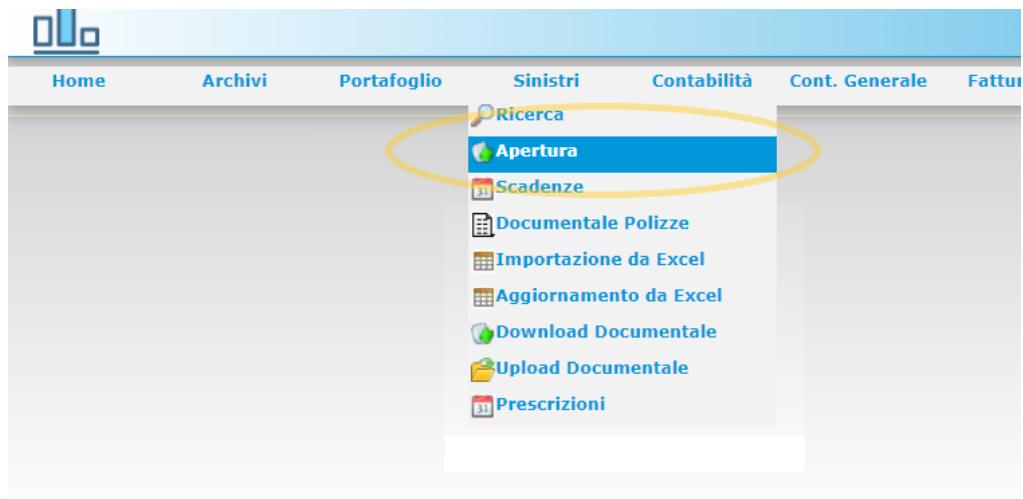 Home Archivi Portafoglio Sinistri Contabilità Cont. Generale Fattur
Ricerca
Apertura
Scadenze
Documentale Polizze
Importazione da Excel
Aggiornamento da Excel
Download Documentale
Upload Documentale
Prescrizioni